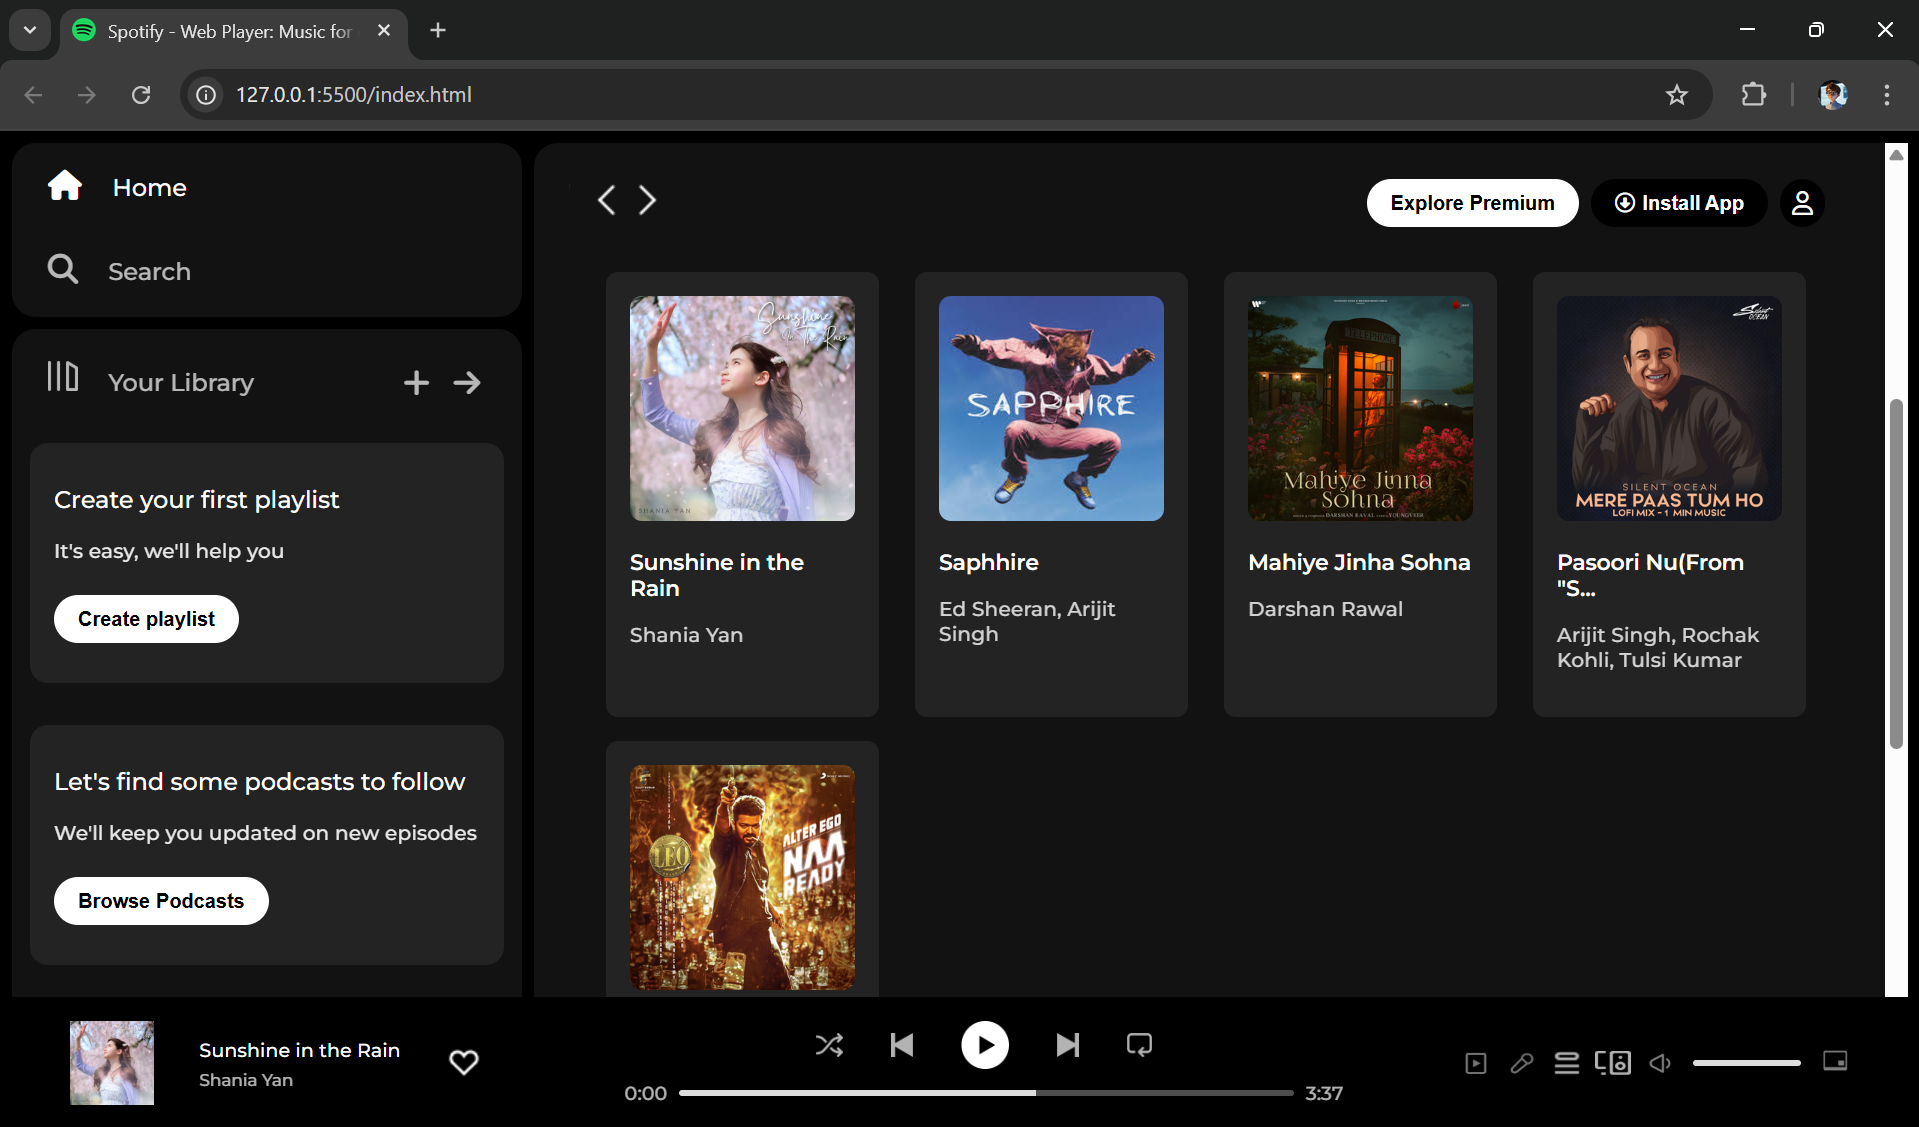 Spotify - Web Player: Music for
127.0.0.1:5500/index.html
Home
Search
Your Library
Create your first playlist
It's easy, we'll help you
Create playlist
Let's find some podcasts to follow
We'll keep you updated on new episodes
Browse Podcasts
Explore Premium
Install App
Sunshine
In The Rain
SHANIA YAN
Sunshine in the
Rain
Shania Yan
SAPPHIRE
Saphhire
Ed Sheeran, Arijit
Singh
TELEPHONE
Mahiye Jinna
Sohna
Mahiye Jinha Sohna
Darshan Rawal
Silent
OCEAN
SILENT OCEAN
MERE PAAS TUM HO
LOFI MIX - 1 MIN MUSIC
Pasoori Nu(From
"S...
Arijit Singh, Rochak
Kohli, Tulsi Kumar
LEO
ALTER EGO
NAA
READY
Sunshine in the Rain
Shania Yan
0:00
3:37